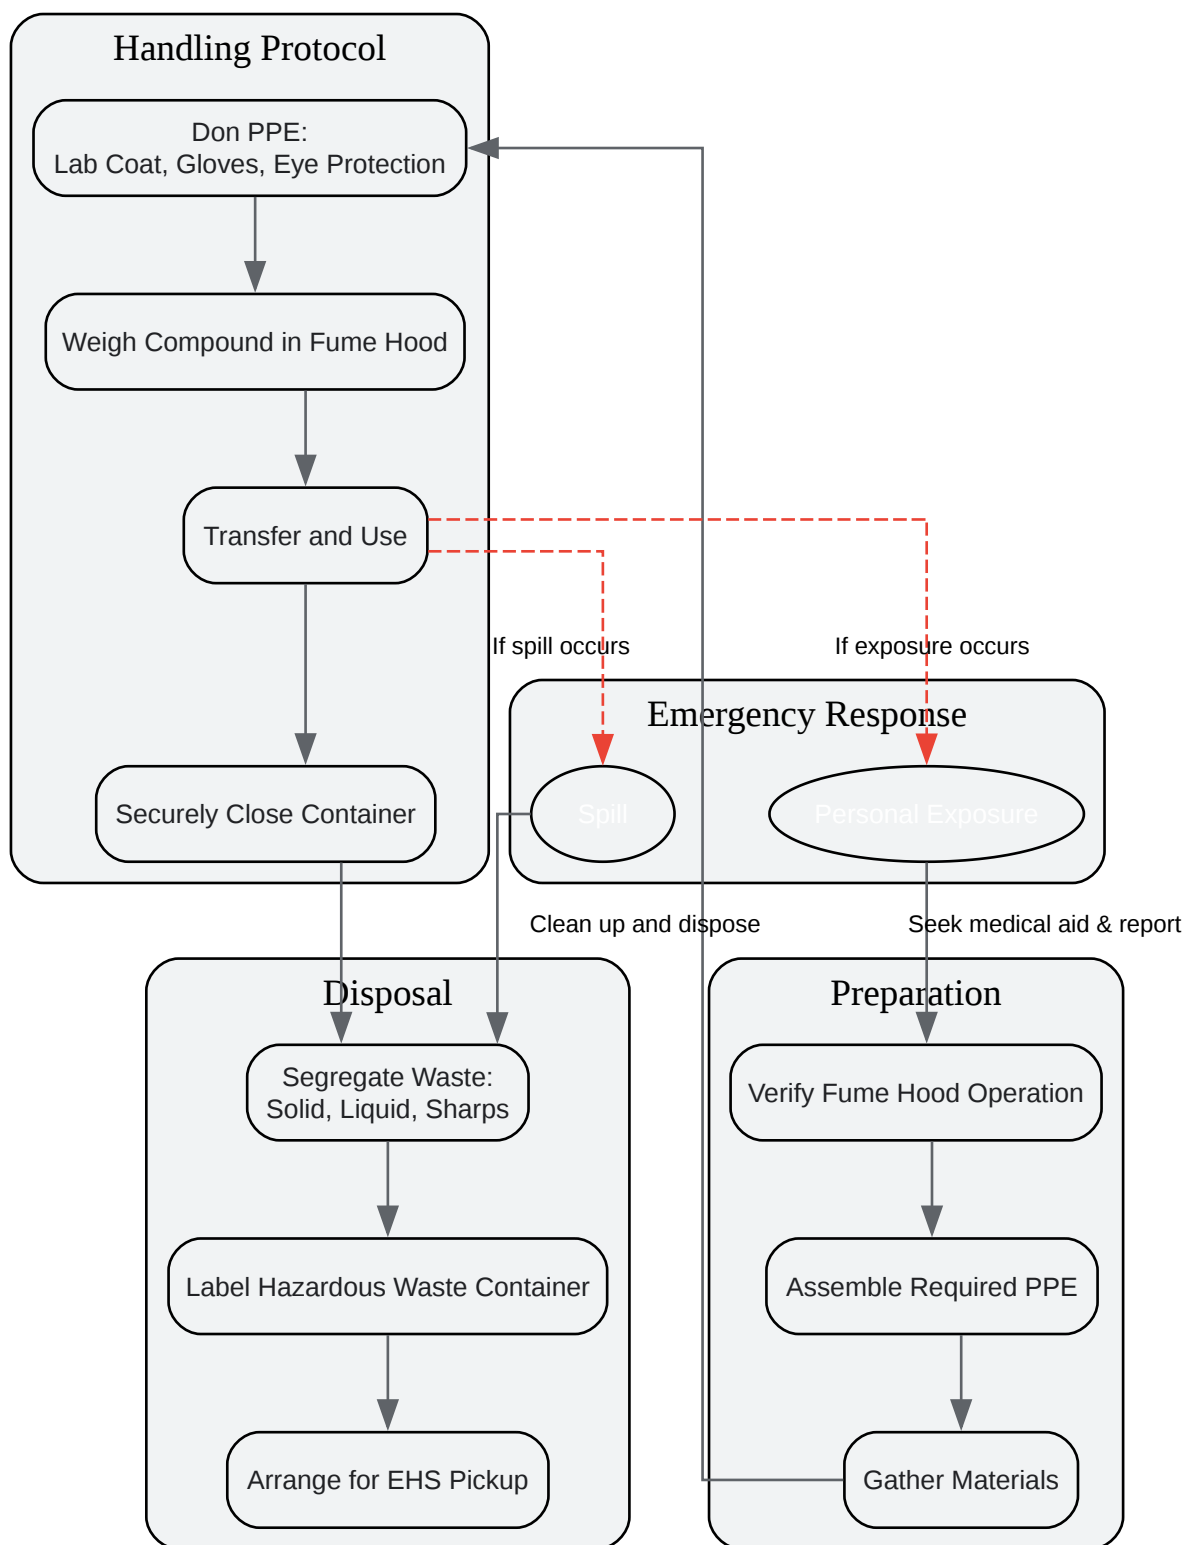 Handling Protocol
Don PPE:
Lab Coat, Gloves, Eye Protection
Weigh Compound in Fume Hood
Transfer and Use
If spill occurs
If exposure occurs
Emergency Response
Securely Close Container
Spill
Personal Exposure
Clean up and dispose
Seek medical aid & report
Disposal
Preparation
Segregate Waste:
Solid, Liquid, Sharps
Verify Fume Hood Operation
Label Hazardous Waste Container
Assemble Required PPE
Arrange for EHS Pickup
Gather Materials